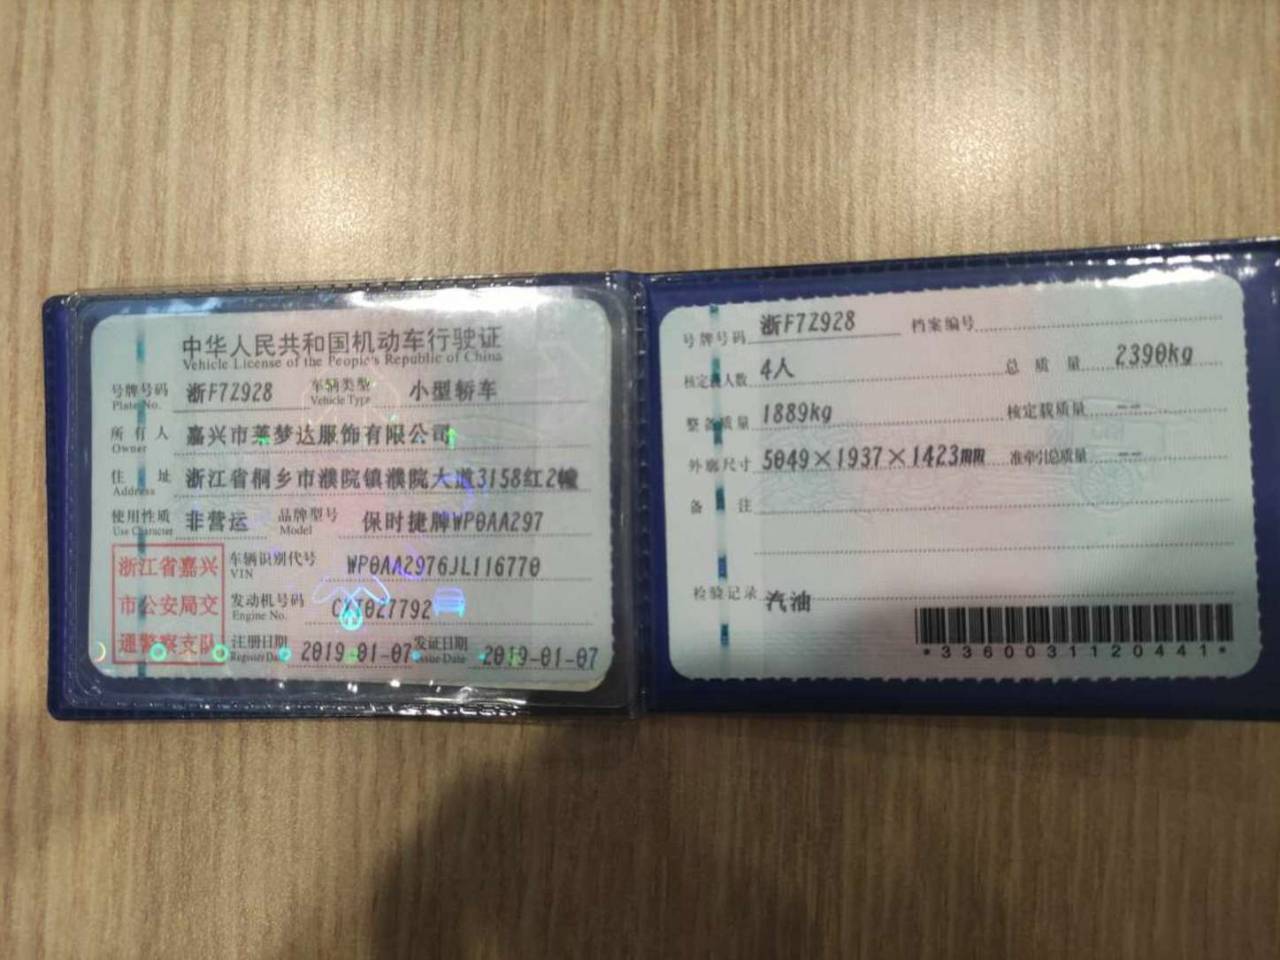 中华人民共和国机动车行驶证
Vehicle License of the People's Republic of China
号牌号码 浙F7Z928 车辆类型 小型轿车
Plate No. Vehicle Type
所有人 嘉兴市莱梦达服饰有限公司
Owner
住址 浙江省桐乡市濮院镇濮院大道3158红2幢
Address
使用性质 非营运 品牌型号 保时捷牌WP0AA297
Use Character Model
浙江省嘉兴
市公安局交
通警察支队
车辆识别代号 WP0AA2976JL116770
VIN
发动机号码 027792
Engine No.
注册日期 2019-01-07 发证日期 2019-01-07
Register Date Issue Date
号牌号码 浙F7Z928 档案编号
核定载人数 4人 总质量 2390kg
整备质量 1889kg 核定载质量 --
外廓尺寸 5049×1937×1423mm 准牵引总质量 --
备注
检验记录 汽油
*3360031120441*